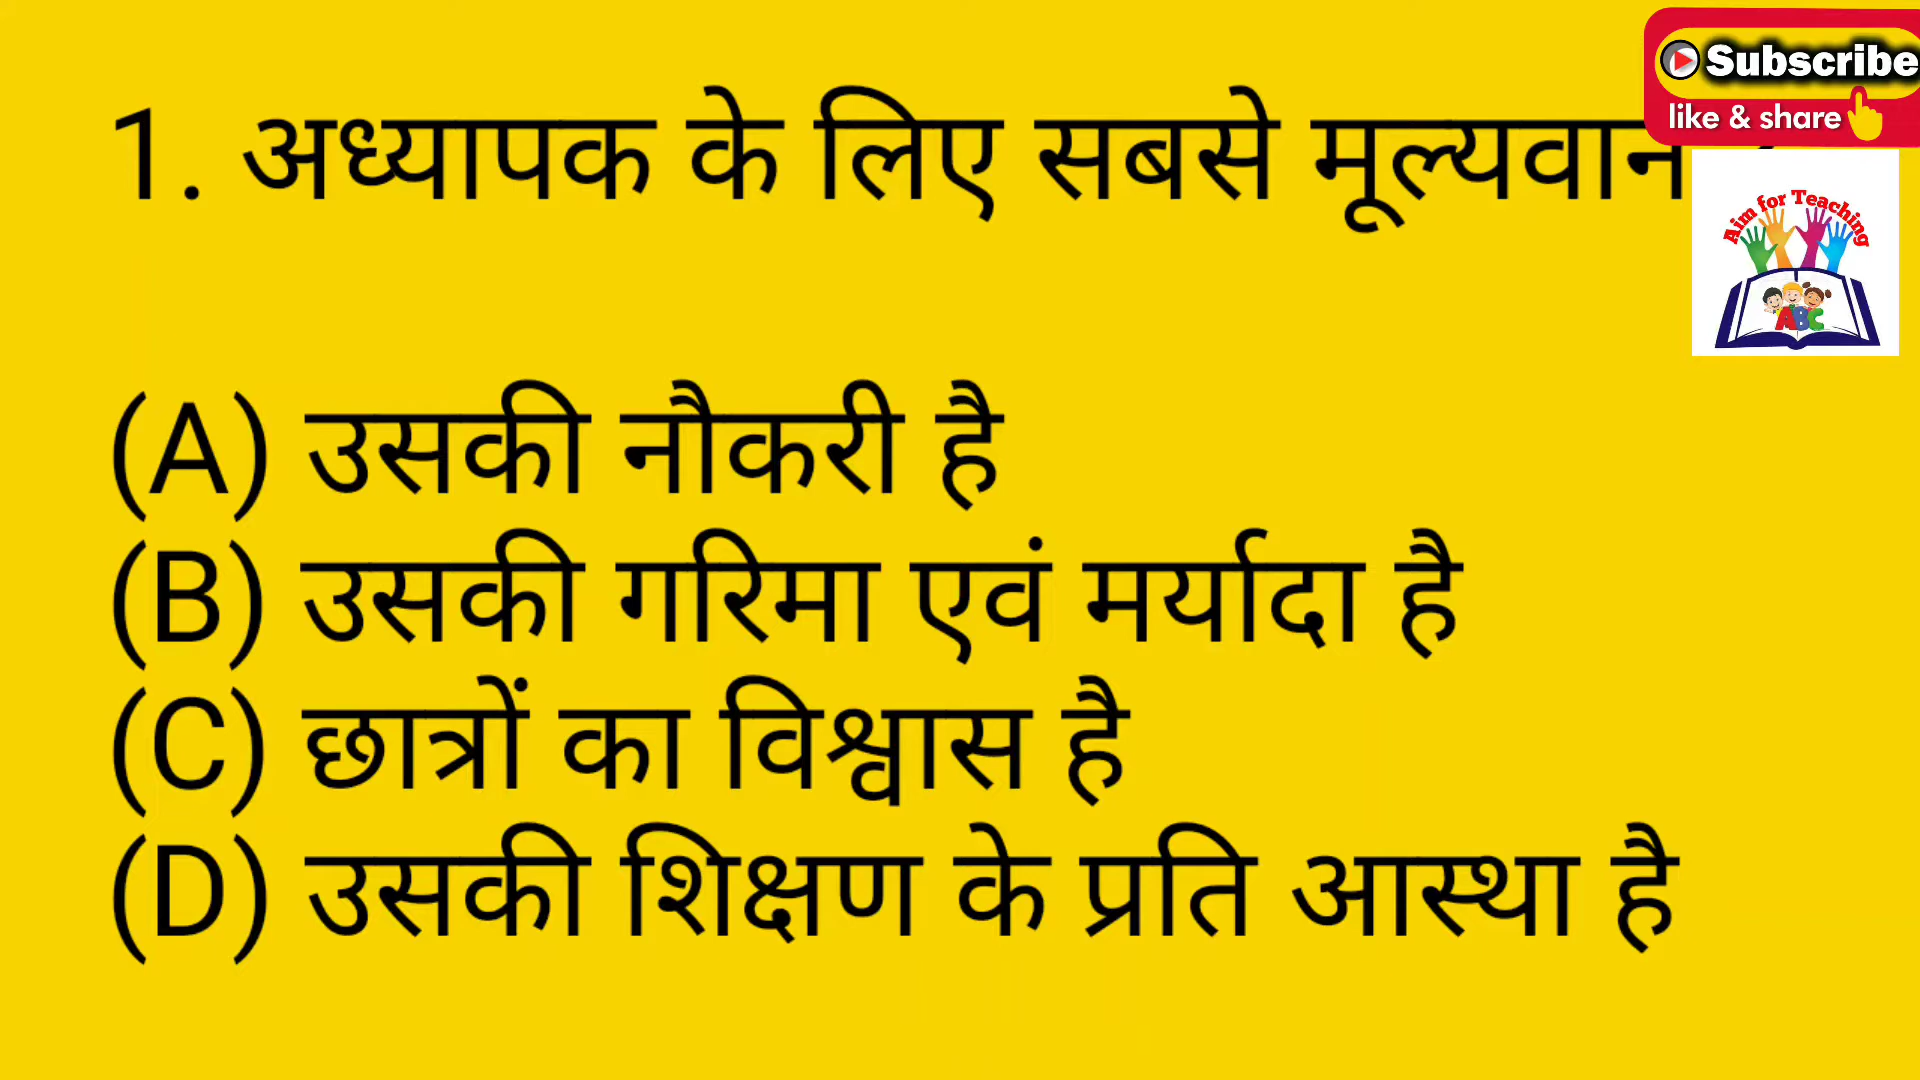 Subscribe
like & share
1. अध्यापक के लिए सबसे मूल्यवान
Aim for Teaching
ABC
(A) उसकी नौकरी है
(B) उसकी गरिमा एवं मर्यादा है
(C) छात्रों का विश्वास है
(D) उसकी शिक्षण के प्रति आस्था है